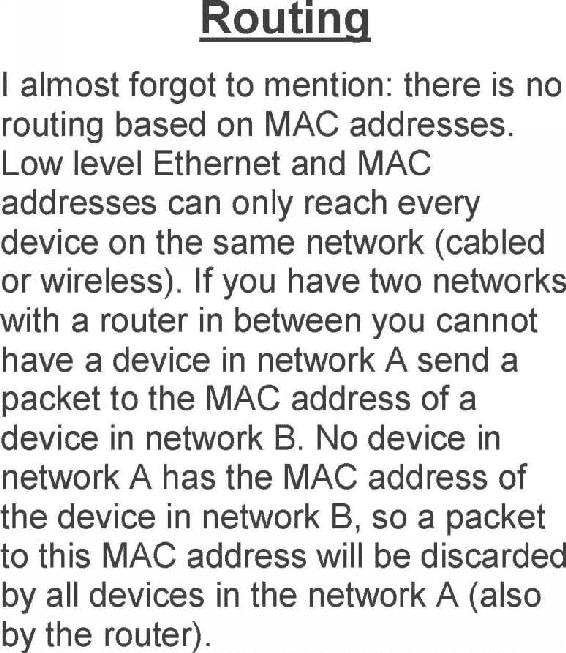 Routing
I almost forgot to mention: there is no
routing based on MAC addresses.
Low level Ethernet and MAC
addresses can only reach every
device on the same network (cabled
or wireless). If you have two networks
with a router in between you cannot
have a device in network A send a
packet to the MAC address of a
device in network B. No device in
network A has the MAC address of
the device in network B, so a packet
to this MAC address will be discarded
by all devices in the network A (also
by the router).